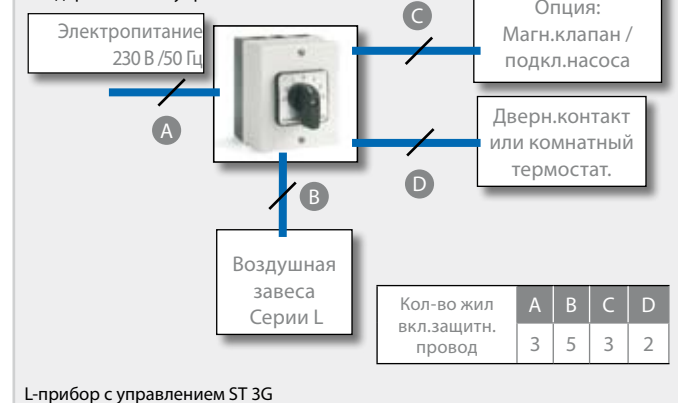 Электропитание
230 В /50 Гц
A
C
Опция:
Магн.клапан /
подкл.насоса
Дверн.контакт
или комнатный
термостат.
D
B
Воздушная
завеса
Серии L
Кол-во жил
вкл.защитн.
провод
A B C D
3 5 3 2
L-прибор с управлением ST 3G